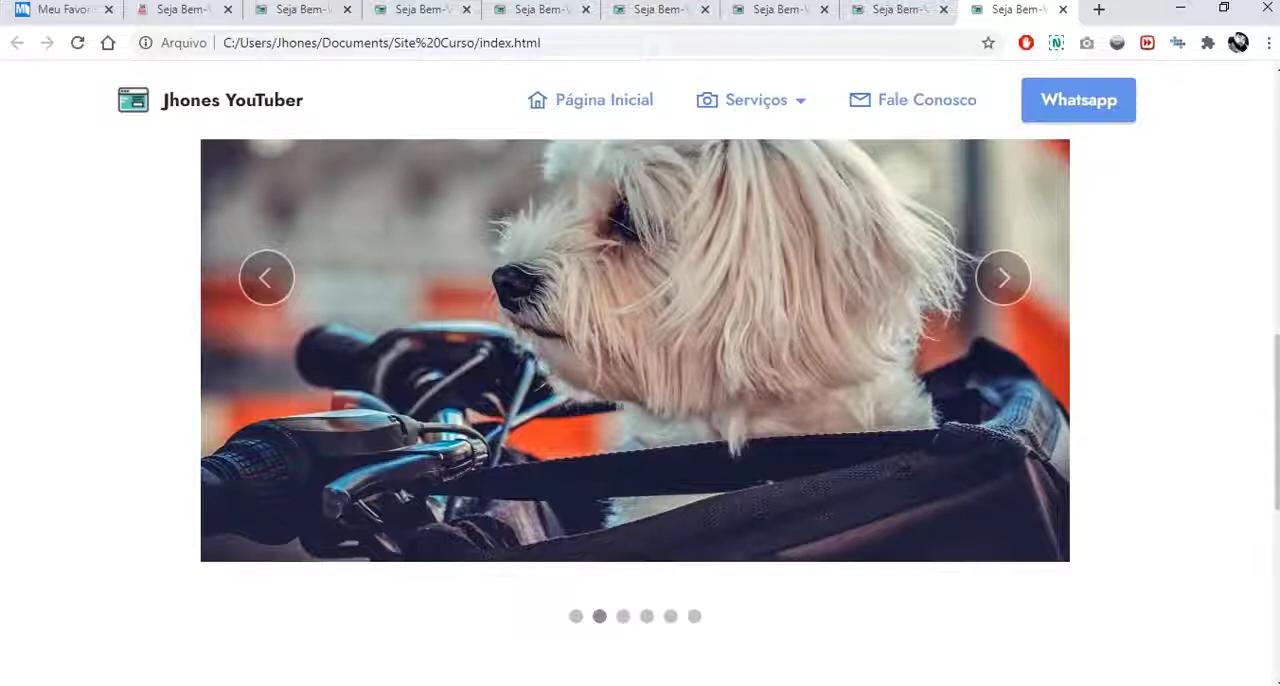 Meu Favori
Seja Bem-V
Seja Bem-V
Seja Bem-V
Seja Bem-V
Seja Bem-V
Seja Bem-V
Seja Bem-V
Seja Bem-V
Arquivo | C:/Users/Jhones/Documents/Site%20Curso/index.html
Jhones YouTuber
Página Inicial
Serviços
Fale Conosco
Whatsapp